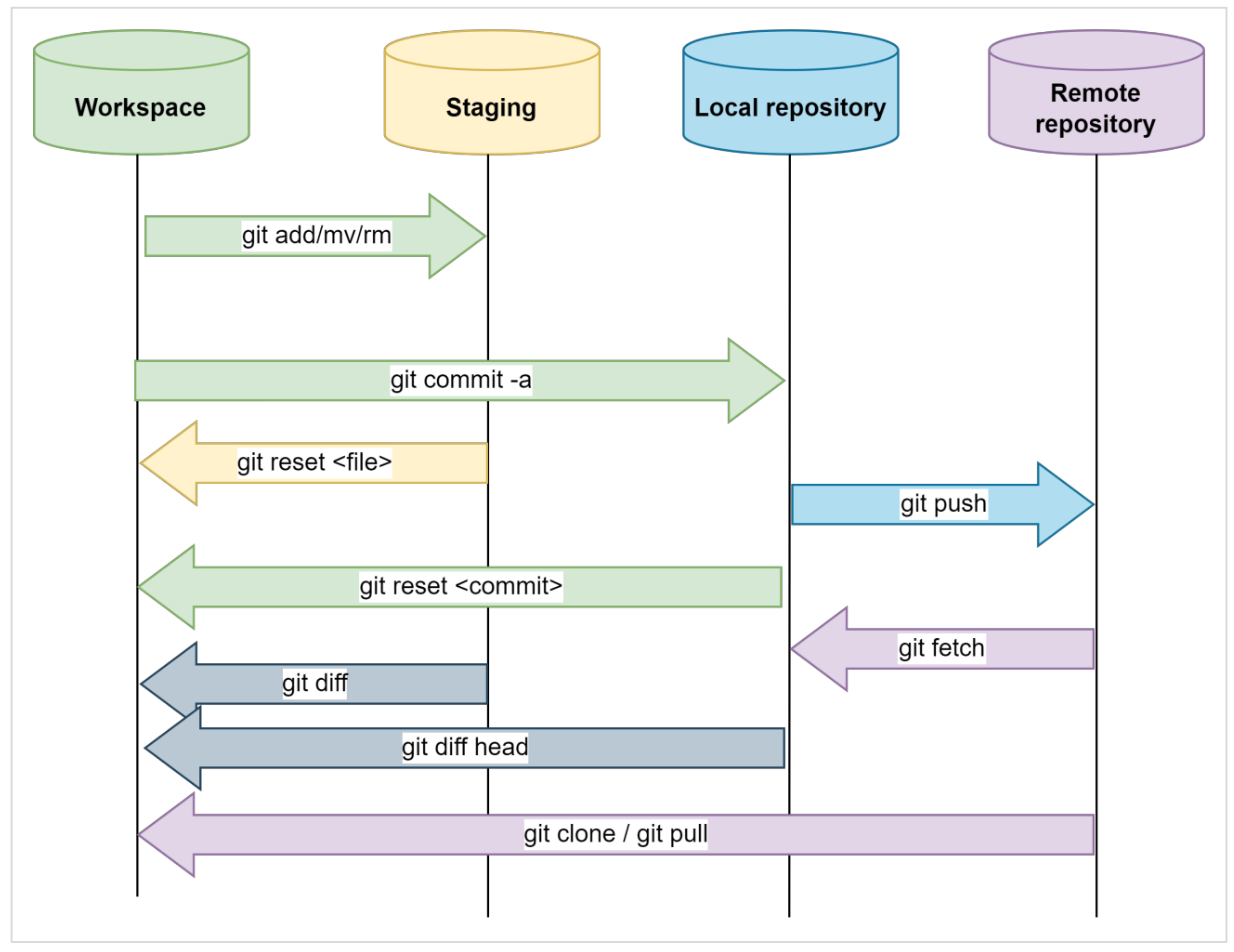 Workspace
Staging
Local repository
Remote
repository
git add/mv/rm
git commit -a
git reset <file>
git push
git reset <commit>
git fetch
git diff
git diff head
git clone / git pull